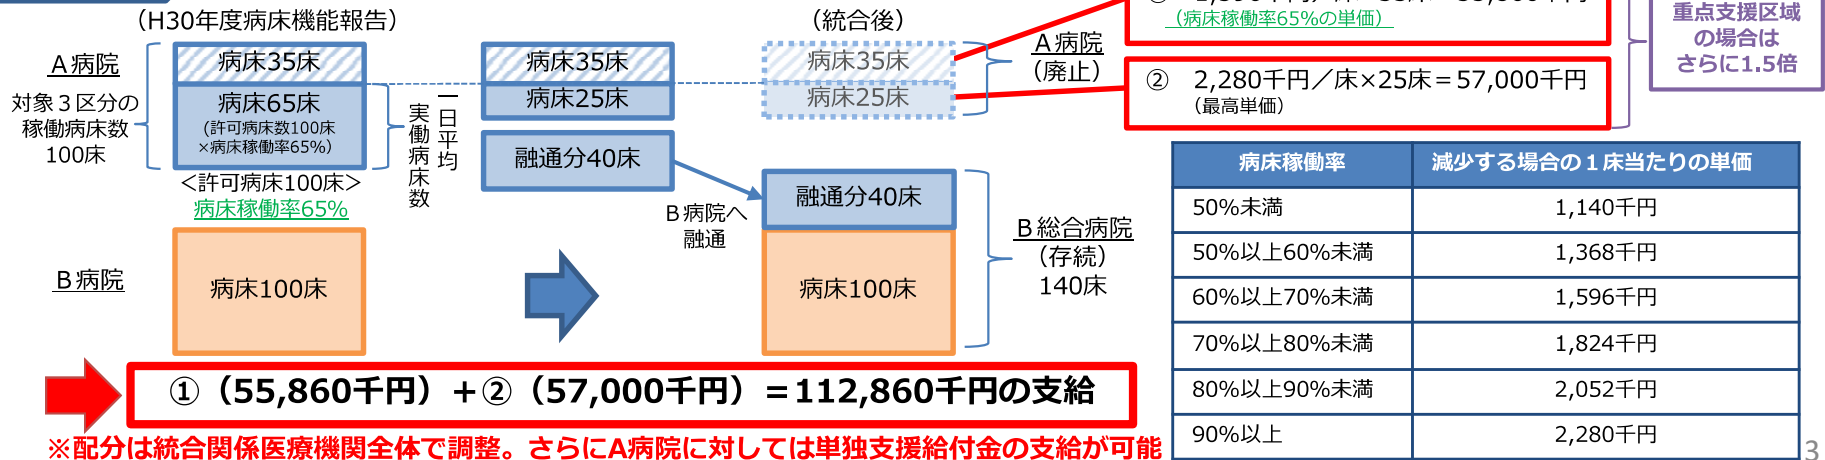 （H30年度病床機能報告）
（統合後）
Ａ病院
対象３区分の
稼働病床数
100床
病床35床
病床65床
(許可病床数100床
×病床稼働率65%)
＜許可病床100床＞
病床稼働率65%
一日平均
実働病床数
病床35床
病床25床
融通分40床
Ｂ病院へ
融通
病床35床
病床25床
Ａ病院
（廃止）
融通分40床
病床100床
Ｂ総合病院
（存続）
140床
Ｂ病院
病床100床
（病床稼働率65%の単価）
②　2,280千円／床×25床＝57,000千円
（最高単価）
重点支援区域
の場合は
さらに1.5倍
病床稼働率　減少する場合の１床当たりの単価
50%未満　1,140千円
50%以上60%未満　1,368千円
60%以上70%未満　1,596千円
70%以上80%未満　1,824千円
80%以上90%未満　2,052千円
90%以上　2,280千円
①（55,860千円）＋②（57,000千円）＝112,860千円の支給
※配分は統合関係医療機関全体で調整。さらにA病院に対しては単独支援給付金の支給が可能
3